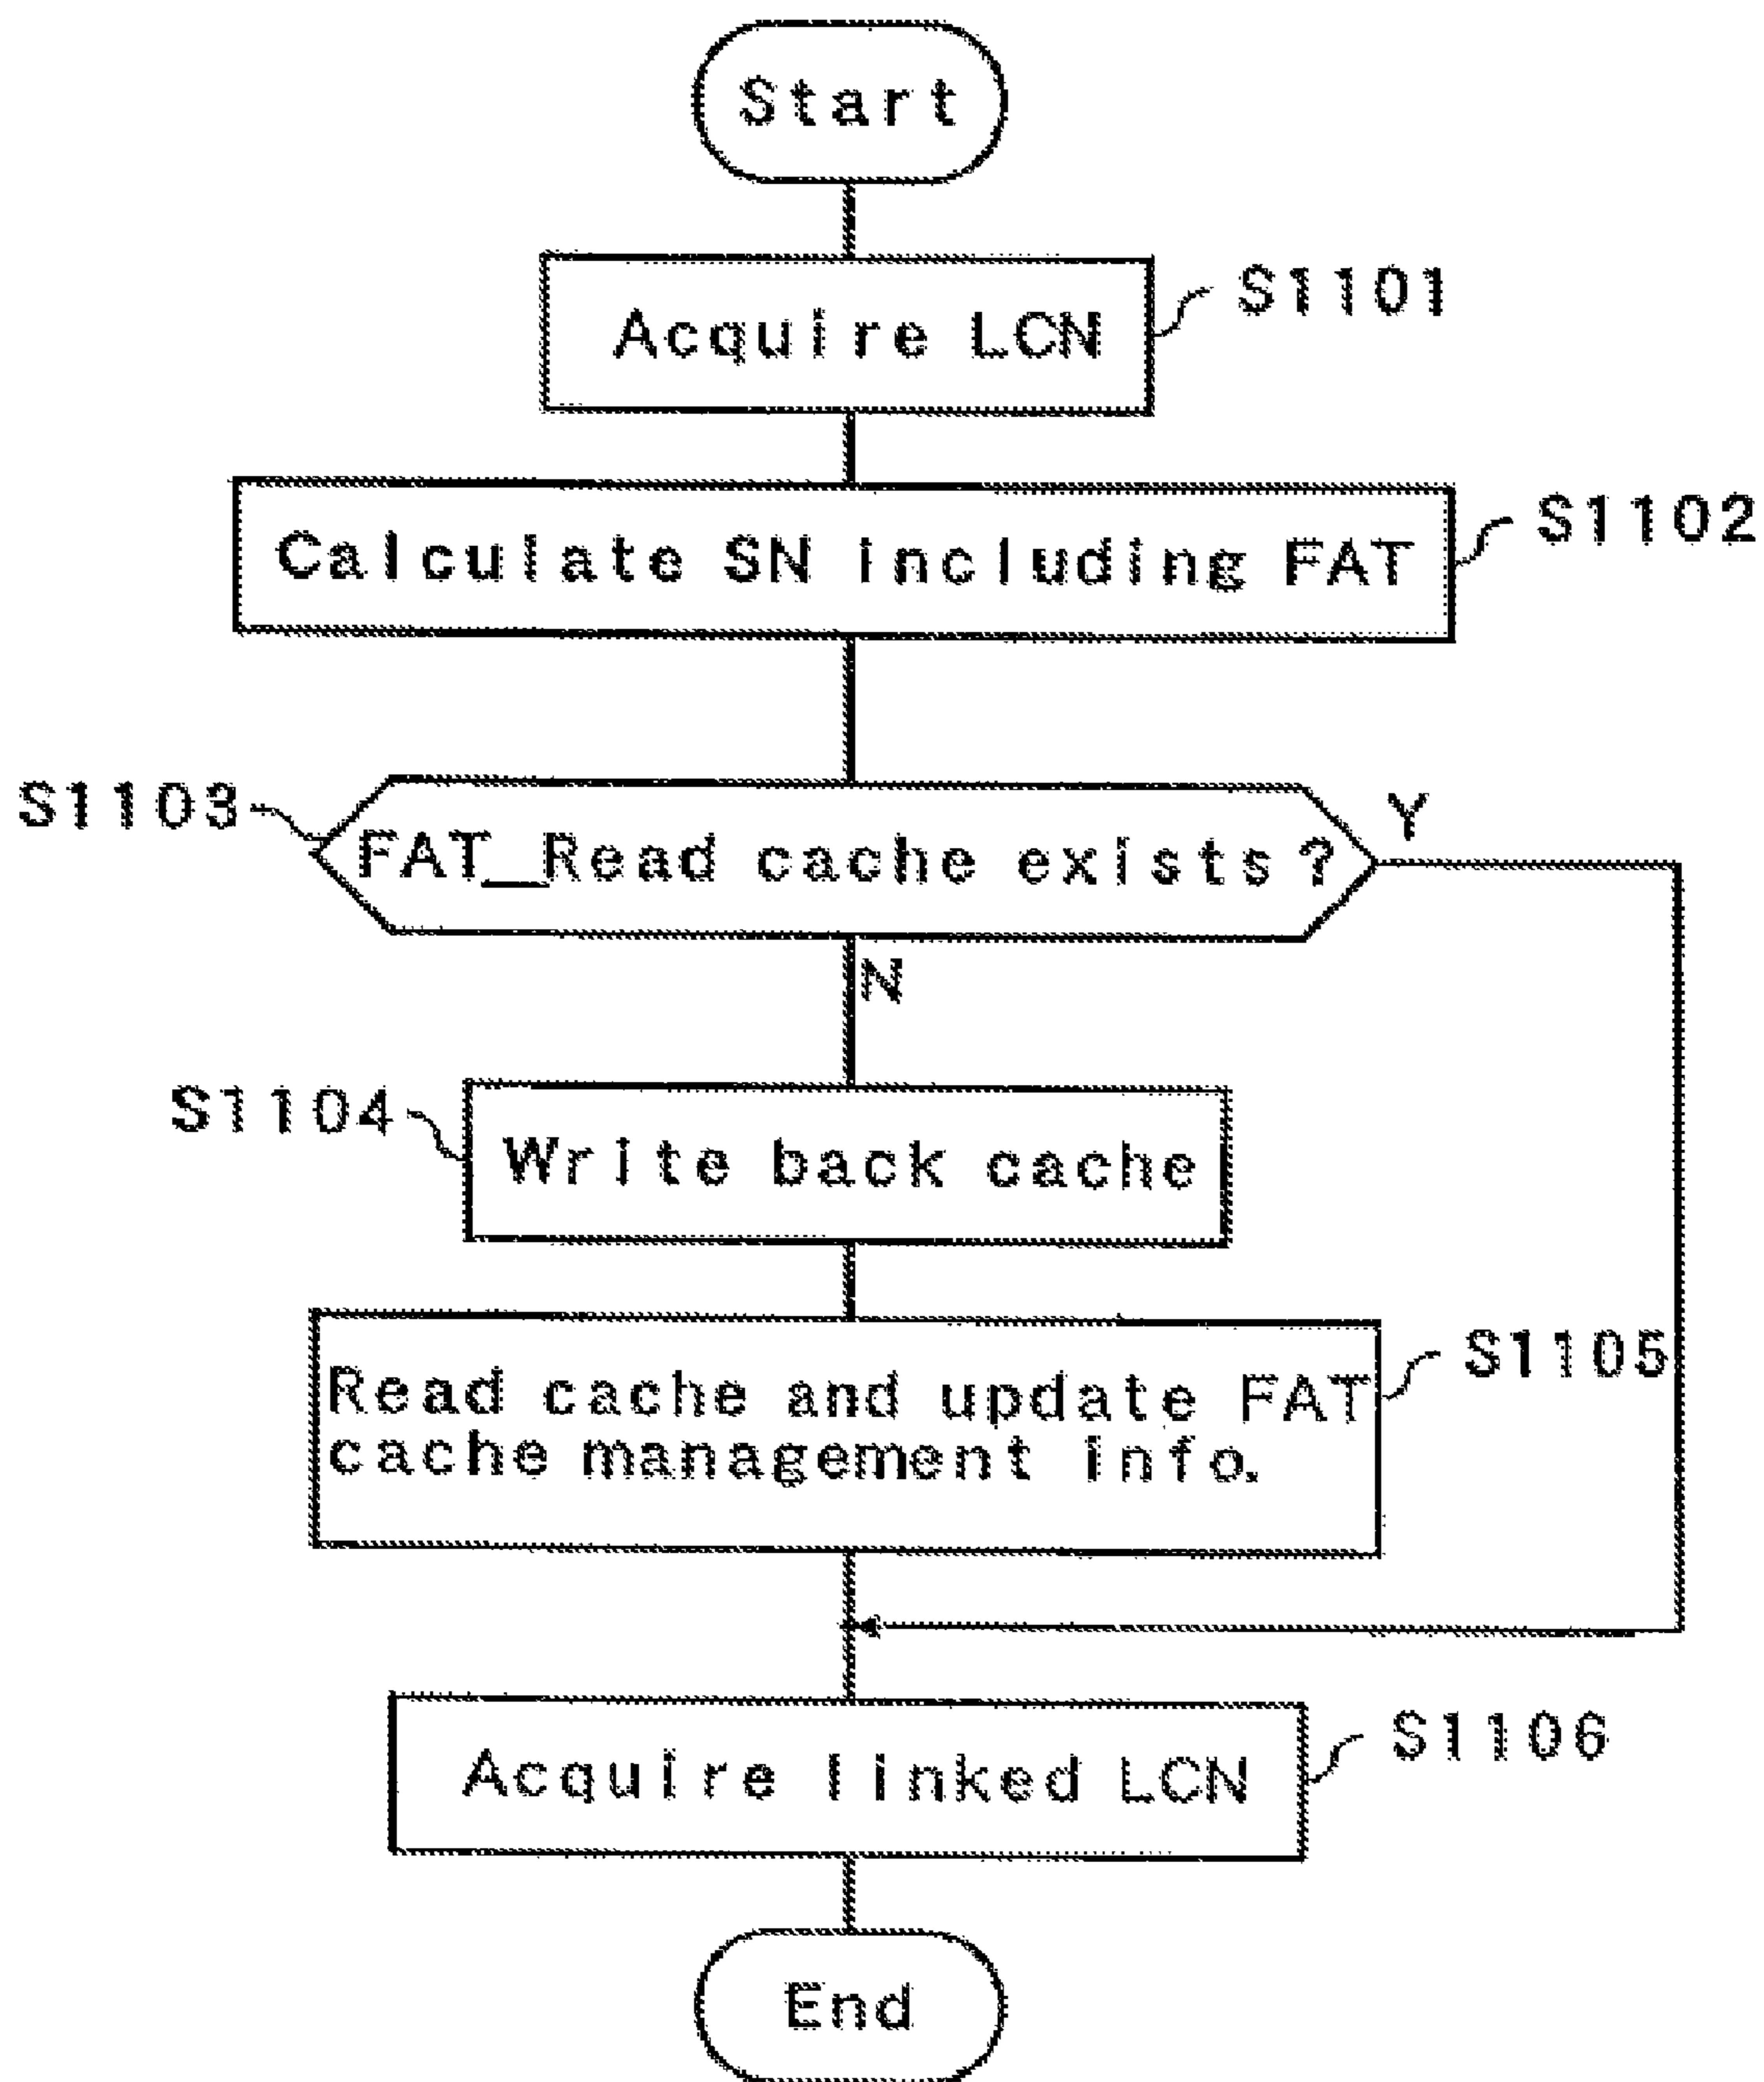 Start
Acquire LCN
S1101
Calculate SN including FAT
S1102
S1103
FAT_Read cache exists?
Y
N
S1104
Write back cache
Read cache and update FAT
cache management info.
S1105
Acquire linked LCN
S1106
End